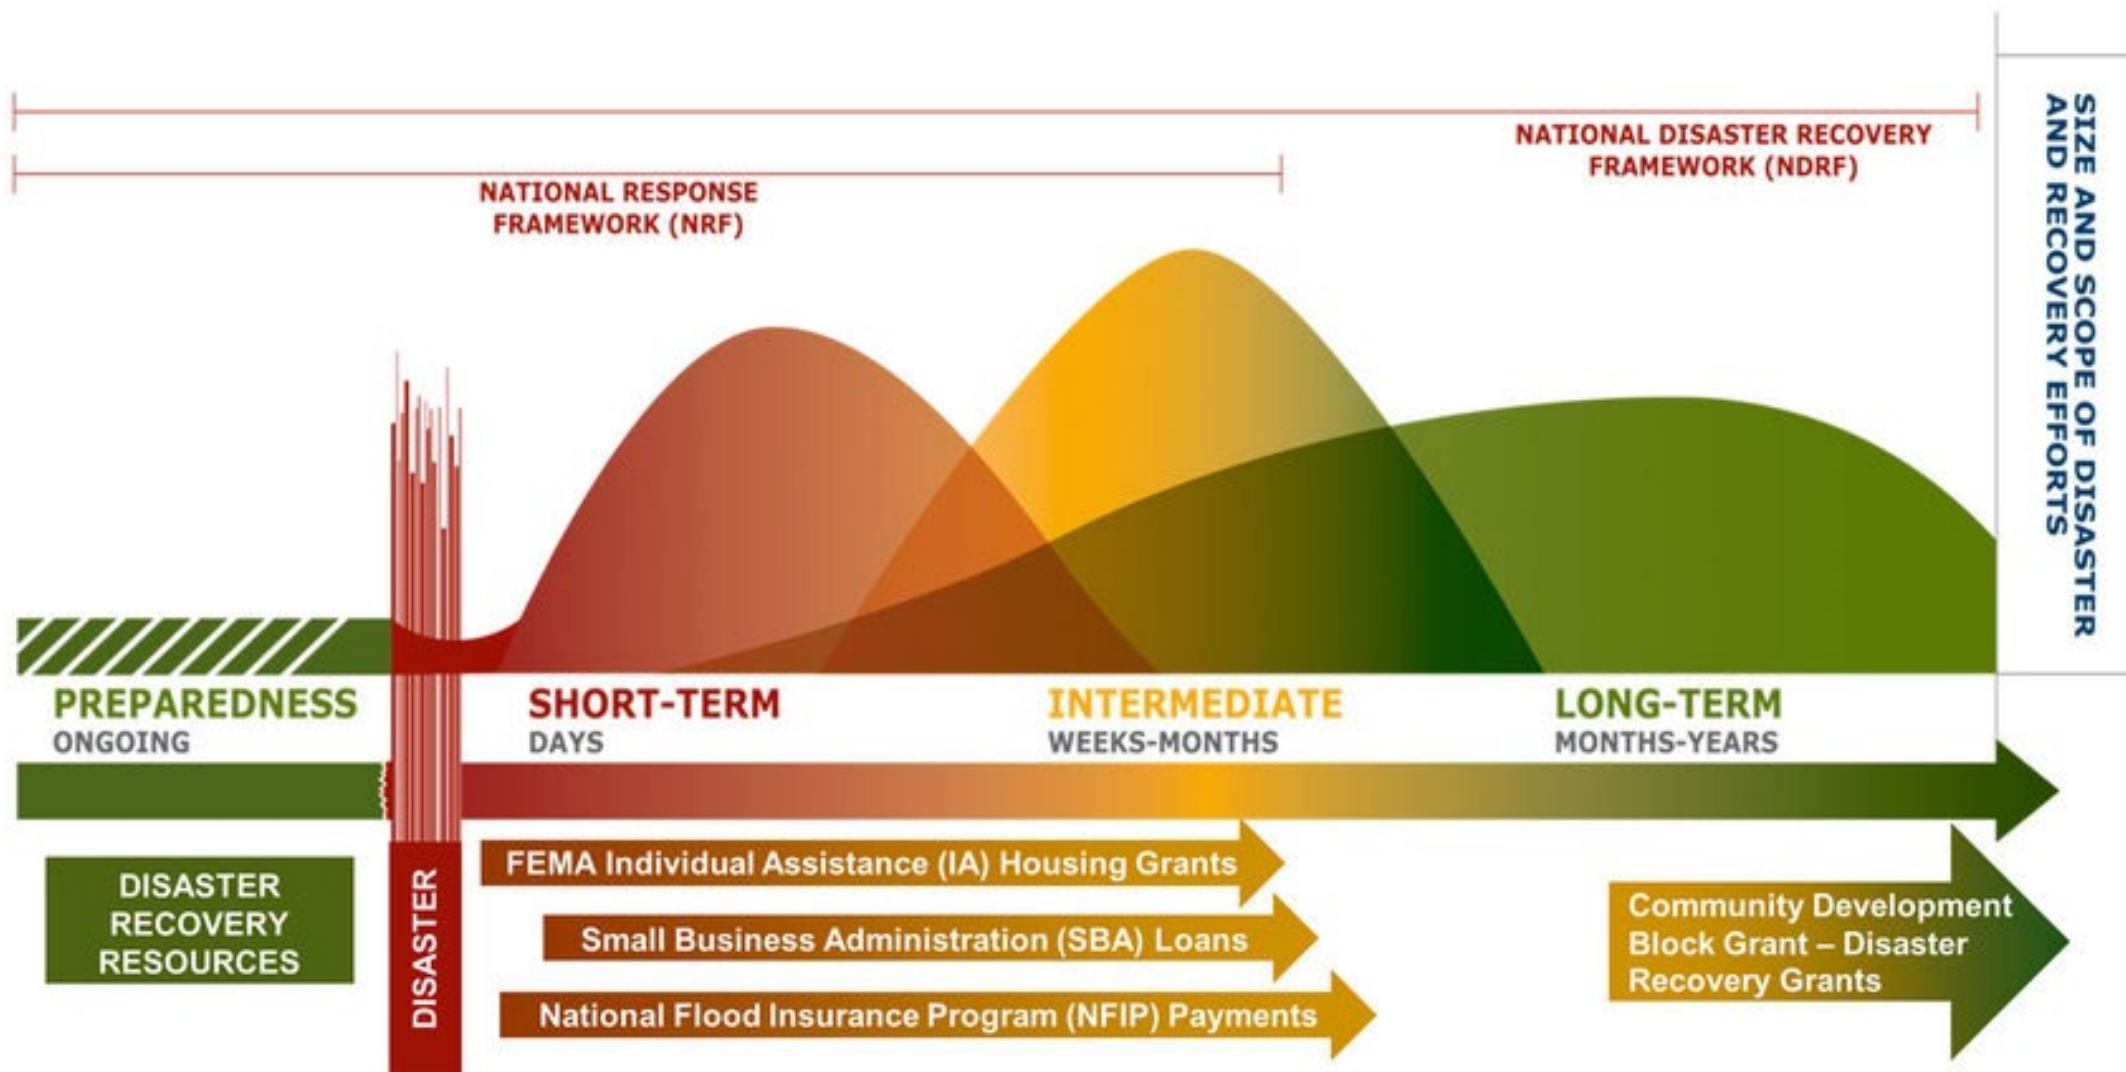 NATIONAL DISASTER RECOVERY
FRAMEWORK (NDRF)
NATIONAL RESPONSE
FRAMEWORK (NRF)
SIZE AND SCOPE OF DISASTER
AND RECOVERY EFFORTS
PREPAREDNESS
ONGOING
SHORT-TERM
DAYS
INTERMEDIATE
WEEKS-MONTHS
LONG-TERM
MONTHS-YEARS
DISASTER
RECOVERY
RESOURCES
DISASTER
FEMA Individual Assistance (IA) Housing Grants
Small Business Administration (SBA) Loans
National Flood Insurance Program (NFIP) Payments
Community Development
Block Grant – Disaster
Recovery Grants